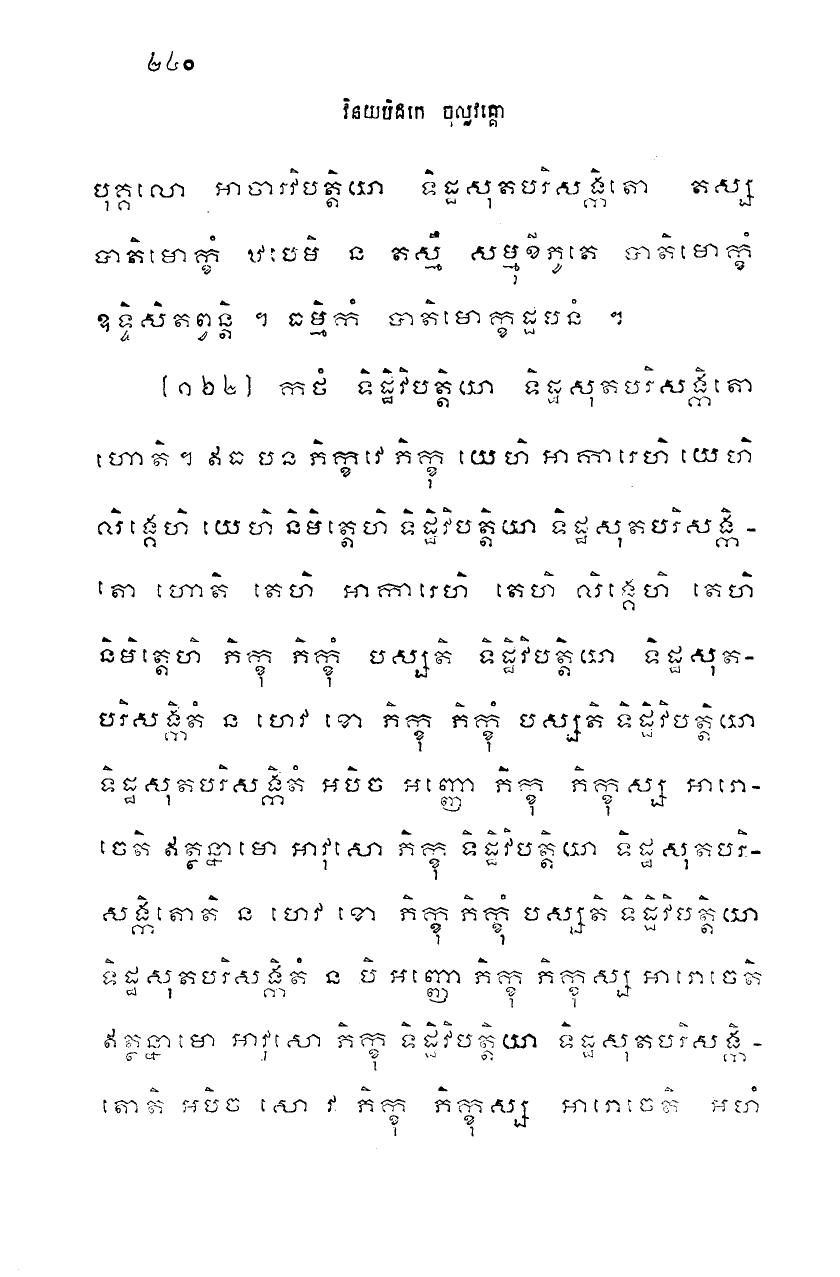 ២៤០
វិនយបិដកេ ចុល្លវគ្គោ
បុគ្គលោ អាចារវិបត្តិយា ទិដ្ឋសុតបរិសង្កិតោ តស្ស
បាតិមោក្ខំ ឋបេមិ ន តស្មឹ សម្មុខីភូតេ បាតិមោក្ខំ
ឧទ្ទិសិតព្វន្តិ ។ ធម្មិកំ បាតិមោក្ខដ្ឋបនំ ។
[១២៤] កថំ ទិដ្ឋិវិបត្តិយា ទិដ្ឋសុតបរិសង្កិតោ
ហោតិ។ ឥធ បន ភិក្ខវេ ភិក្ខុ យេហិ អាការេហិ យេហិ
លិង្គេហិ យេហិ និមិត្តេហិ ទិដ្ឋិវិបត្តិយា ទិដ្ឋសុតបរិសង្កិ-
តោ ហោតិ តេហិ អាការេហិ តេហិ លិង្គេហិ តេហិ
និមិត្តេហិ ភិក្ខុ ភិក្ខុំ បស្សតិ ទិដ្ឋិវិបត្តិយា ទិដ្ឋសុត-
បរិសង្កិតំ ន ហេវ ខោ ភិក្ខុ ភិក្ខុំ បស្សតិ ទិដ្ឋិវិបត្តិយា
ទិដ្ឋសុតបរិសង្កិតំ អបិច អញ្ញោ ភិក្ខុ ភិក្ខុស្ស អារោ-
ចេតិ ឥត្ថន្នាមោ អាវុសោ ភិក្ខុ ទិដ្ឋិវិបត្តិយា ទិដ្ឋសុតបរិ-
សង្កិតោតិ ន ហេវ ខោ ភិក្ខុ ភិក្ខុំ បស្សតិ ទិដ្ឋិវិបត្តិយា
ទិដ្ឋសុតបរិសង្កិតំ ន បិ អញ្ញោ ភិក្ខុ ភិក្ខុស្ស អារោចេតិ
ឥត្ថន្នាមោ អាវុសោ ភិក្ខុ ទិដ្ឋិវិបត្តិយា ទិដ្ឋសុតបរិសង្កិ-
តោតិ អបិច សោ វ ភិក្ខុ ភិក្ខុស្ស អារោចេតិ អហំ